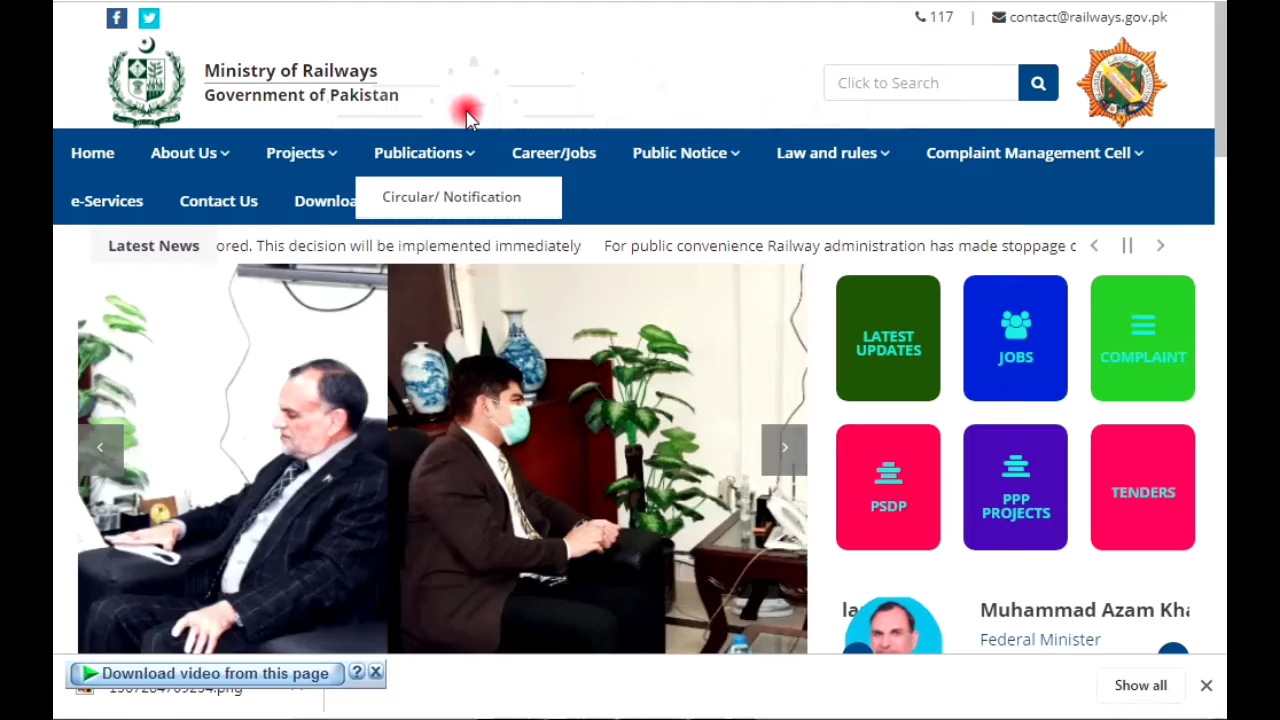 117 | contact@railways.gov.pk
Ministry of Railways
Government of Pakistan
Click to Search
Home About Us Projects Publications Career/Jobs Public Notice Law and rules Complaint Management Cell
e-Services Contact Us Downloa
Circular/ Notification
Latest News ored. This decision will be implemented immediately For public convenience Railway administration has made stoppage c
LATEST
UPDATES
JOBS
COMPLAINT
PSDP
PPP
PROJECTS
TENDERS
Muhammad Azam Kha
Federal Minister
Download video from this page
Show all